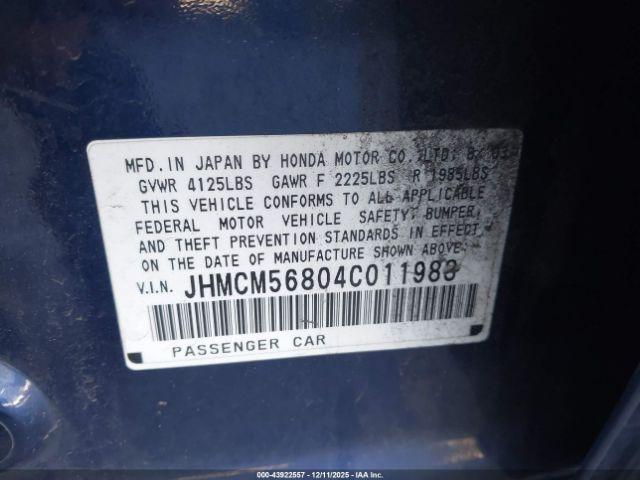 MFD. IN JAPAN BY HONDA MOTOR CO., LTD. 8/03
GVWR 4125LBS GAWR F 2225LBS R 1985LBS
THIS VEHICLE CONFORMS TO ALL APPLICABLE
FEDERAL MOTOR VEHICLE SAFETY, BUMPER,
AND THEFT PREVENTION STANDARDS IN EFFECT
ON THE DATE OF MANUFACTURE SHOWN ABOVE.
V.I.N. JHMCM56804C011983
PASSENGER CAR
© 00-43922557 - 12/11/2025 - IAA Inc.